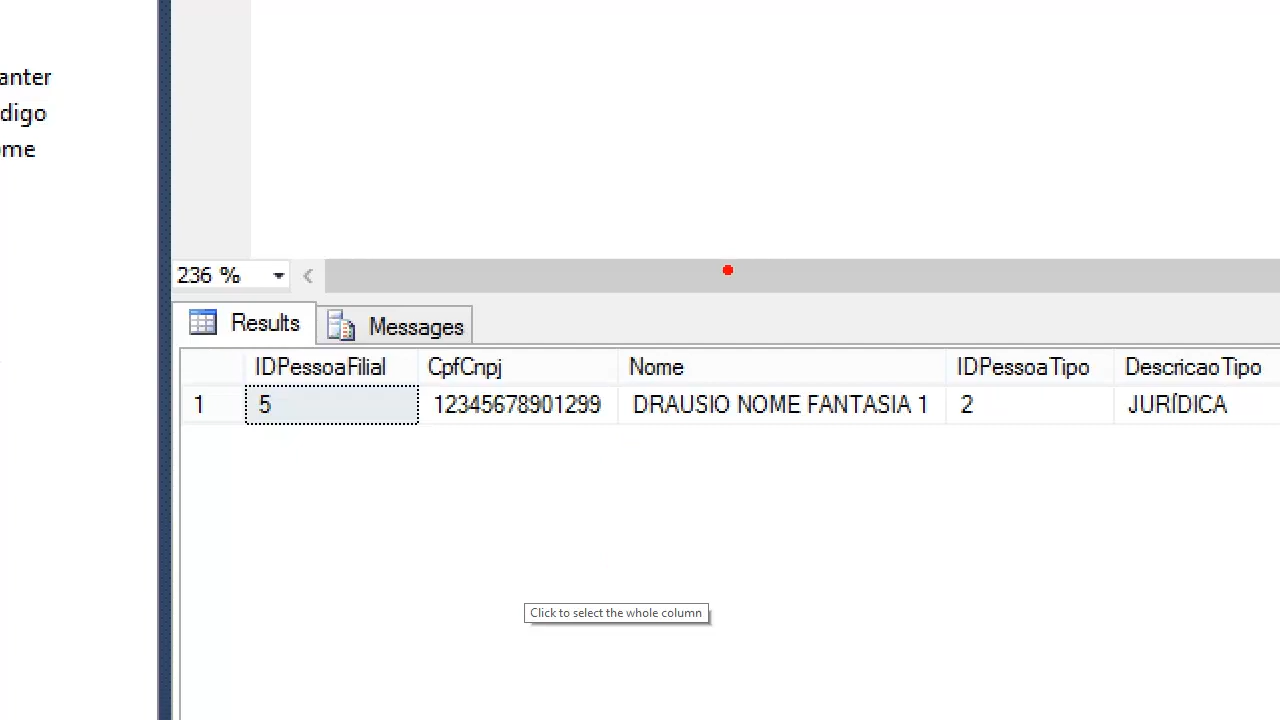 anter
digo
ome
236 %
Results Messages
IDPessoaFilial CpfCnpj Nome IDPessoaTipo DescricaoTipo
1 5 12345678901299 DRAUSIO NOME FANTASIA 1 2 JURÍDICA
Click to select the whole column